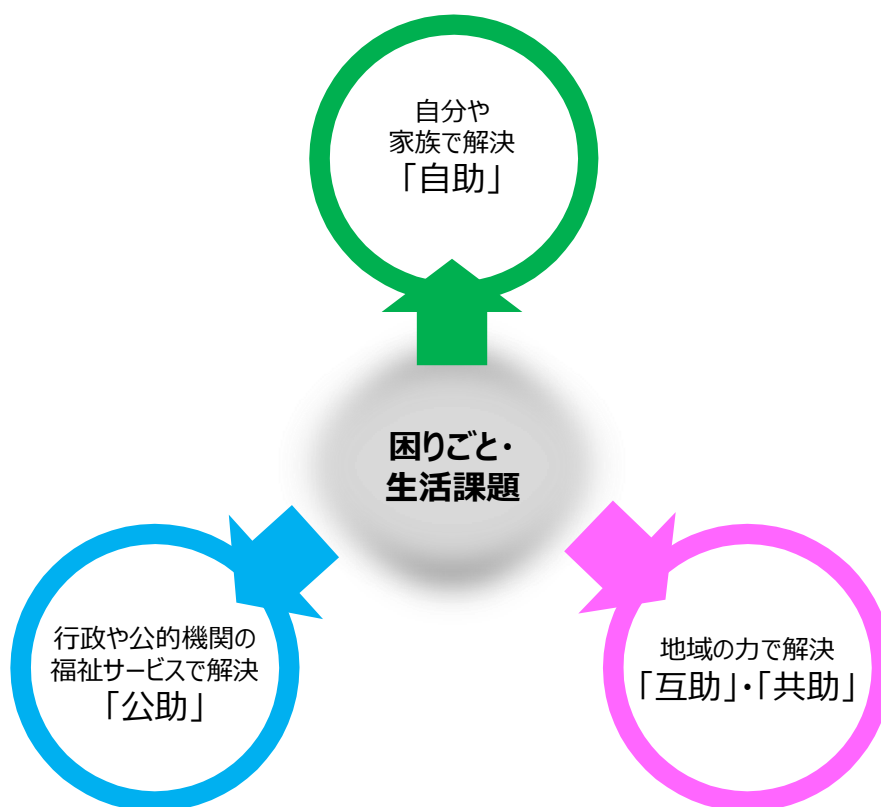 自分や
家族で解決
「自助」
困りごと・
生活課題
行政や公的機関の
福祉サービスで解決
「公助」
地域の力で解決
「互助」・「共助」